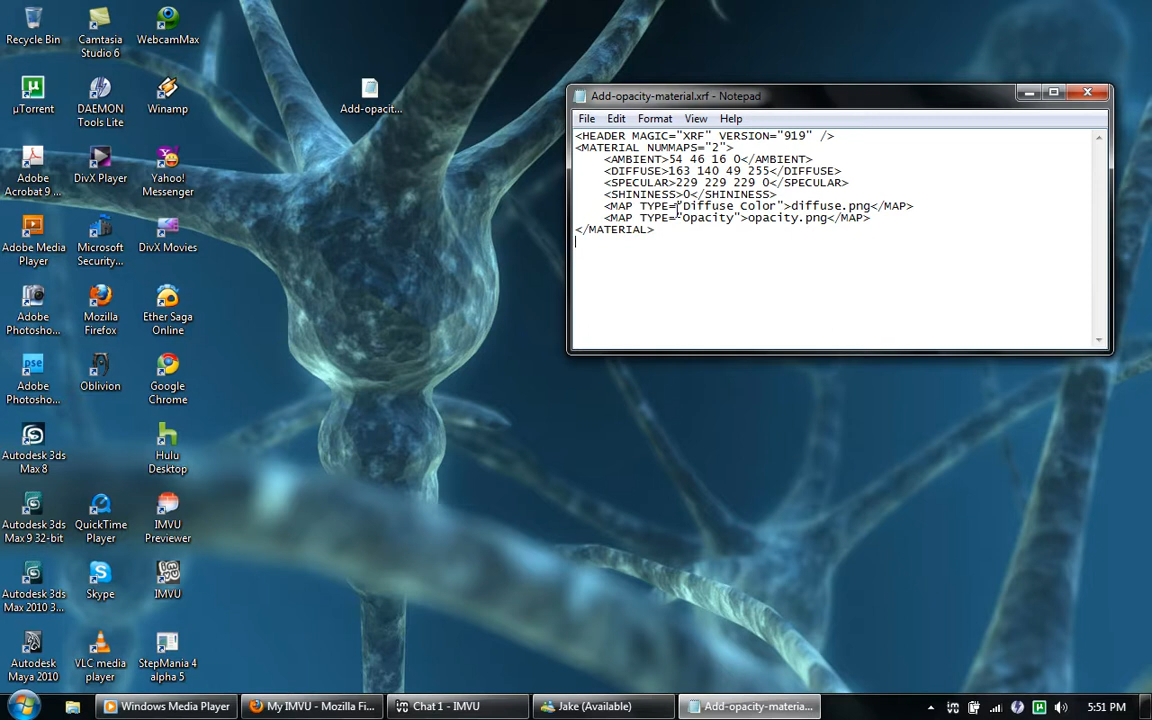 Recycle Bin
Camtasia
Studio 6
WebcamMax
µTorrent
DAEMON
Tools Lite
Winamp
Add-opacit...
Adobe
Acrobat 9 ...
DivX Player
Yahoo!
Messenger
Adobe Media
Player
Microsoft
Security...
DivX Movies
Adobe
Photosho...
Mozilla
Firefox
Ether Saga
Online
Adobe
Photosho...
Oblivion
Google
Chrome
Autodesk 3ds
Max 8
Hulu
Desktop
Autodesk 3ds
Max 9 32-bit
QuickTime
Player
IMVU
Previewer
Autodesk 3ds
Max 2010 3...
Skype
IMVU
Autodesk
Maya 2010
VLC media
player
StepMania 4
alpha 5
Add-opacity-material.xrf - Notepad
File Edit Format View Help
<HEADER MAGIC="XRF" VERSION="919" />
<MATERIAL NUMMAPS="2">
<AMBIENT>54 46 16 0</AMBIENT>
<DIFFUSE>163 140 49 255</DIFFUSE>
<SPECULAR>229 229 229 0</SPECULAR>
<SHININESS>0</SHININESS>
<MAP TYPE="Diffuse Color">diffuse.png</MAP>
<MAP TYPE="Opacity">opacity.png</MAP>
</MATERIAL>
Windows Media Player
My IMVU - Mozilla Fi...
Chat 1 - IMVU
Jake (Available)
Add-opacity-materia...
5:51 PM